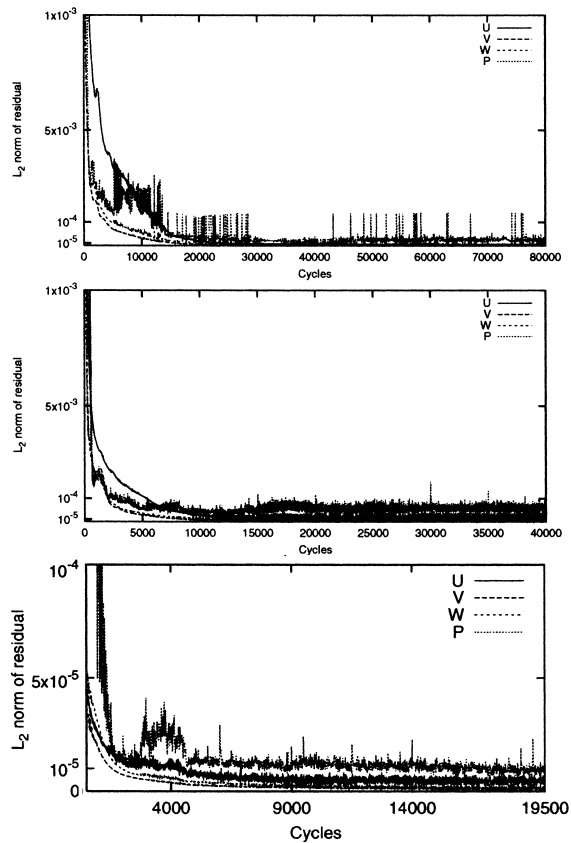 1x10-3
5x10-3
10-4
10-5
L2 norm of residual
U
V
W
P
0 10000 20000 30000 40000 50000 60000 70000 80000
Cycles
1x10-3
5x10-3
10-4
10-5
L2 norm of residual
U
V
W
P
0 5000 10000 15000 20000 25000 30000 35000 40000
Cycles
10-4
5x10-5
10-5
0
L2 norm of residual
U
V
W
P
4000 9000 14000 19500
Cycles